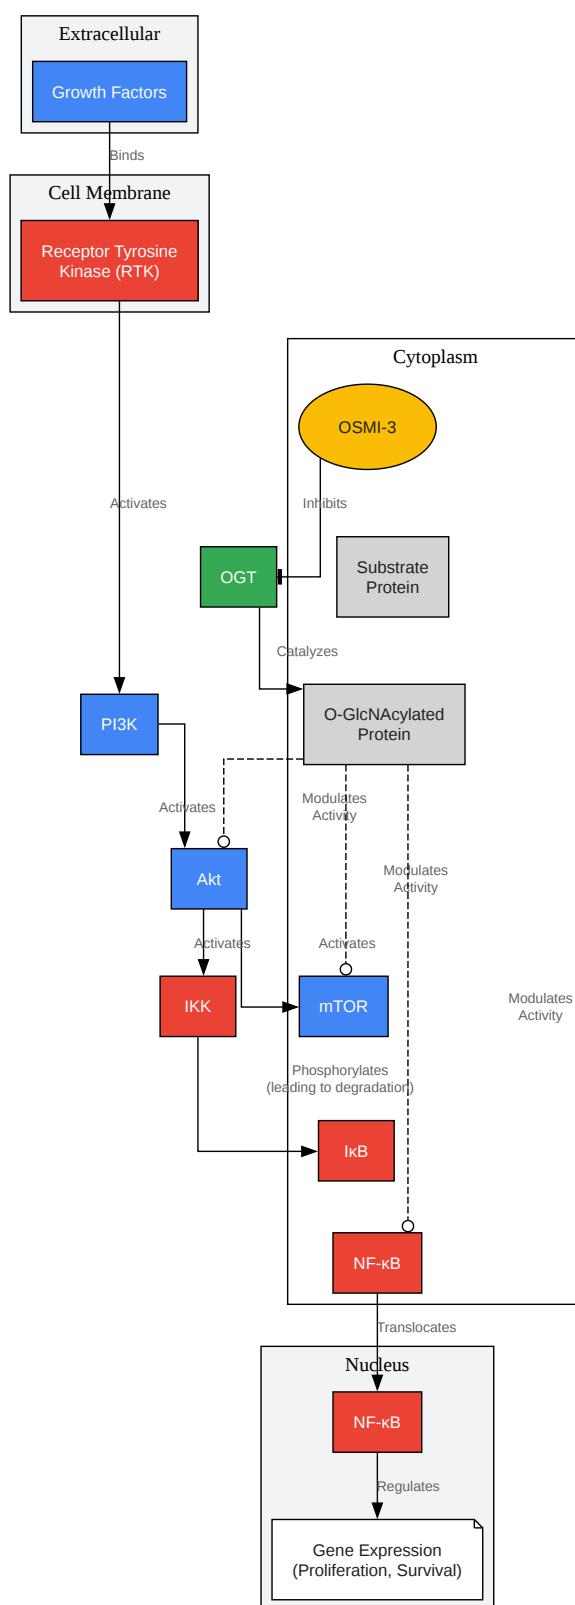 Extracellular
Growth Factors
Binds
Cell Membrane
Receptor Tyrosine
Kinase (RTK)
Cytoplasm
OSMI-3
Activates
Inhibits
OGT
Substrate
Protein
Catalyzes
PI3K
O-GlcNAcylated
Protein
Activates
Modulates
Activity
Modulates
Activity
Akt
Activates
Activates
IKK
mTOR
Modulates
Activity
Phosphorylates
(leading to degradation)
IκB
NF-κB
Translocates
Nucleus
NF-κB
Regulates
Gene Expression
(Proliferation, Survival)